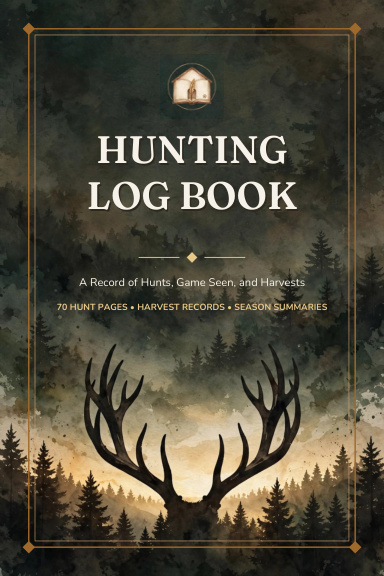 HUNTING
LOG BOOK
A Record of Hunts, Game Seen, and Harvests
70 HUNT PAGES • HARVEST RECORDS • SEASON SUMMARIES